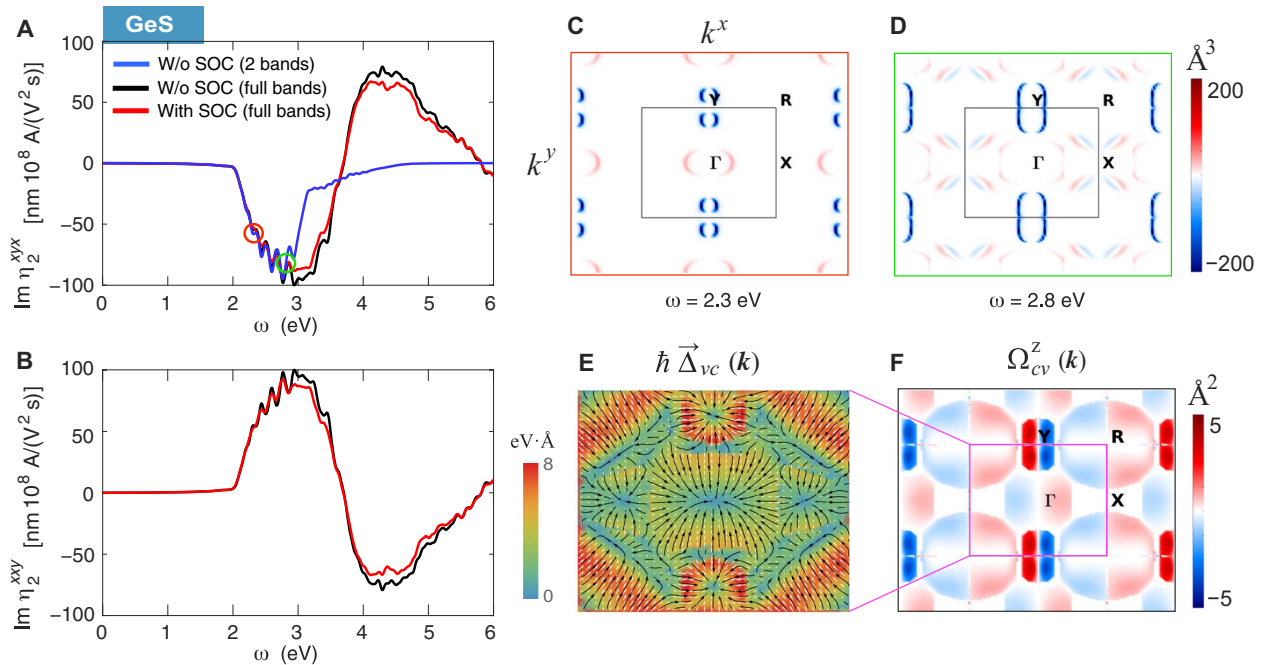 GeS
A
100
50
0
−50
−100
0 1 2 3 4 5 6
ω (eV)
Im η₂ʸʸˣ [nm 10⁸ A/(V² s)]
W/o SOC (2 bands)
W/o SOC (full bands)
With SOC (full bands)
B
100
50
0
−50
−100
0 1 2 3 4 5 6
ω (eV)
Im η₂ˣˣʸ [nm 10⁸ A/(V² s)]
C
kˣ
kʸ
Y
R
Γ
X
ω = 2.3 eV
D
Y
R
Γ
X
ω = 2.8 eV
Å³
200
−200
E
ħ Δ⃗vc (k)
eV·Å
8
0
F
Ωᶻcv (k)
Y
R
Γ
X
Å²
5
−5